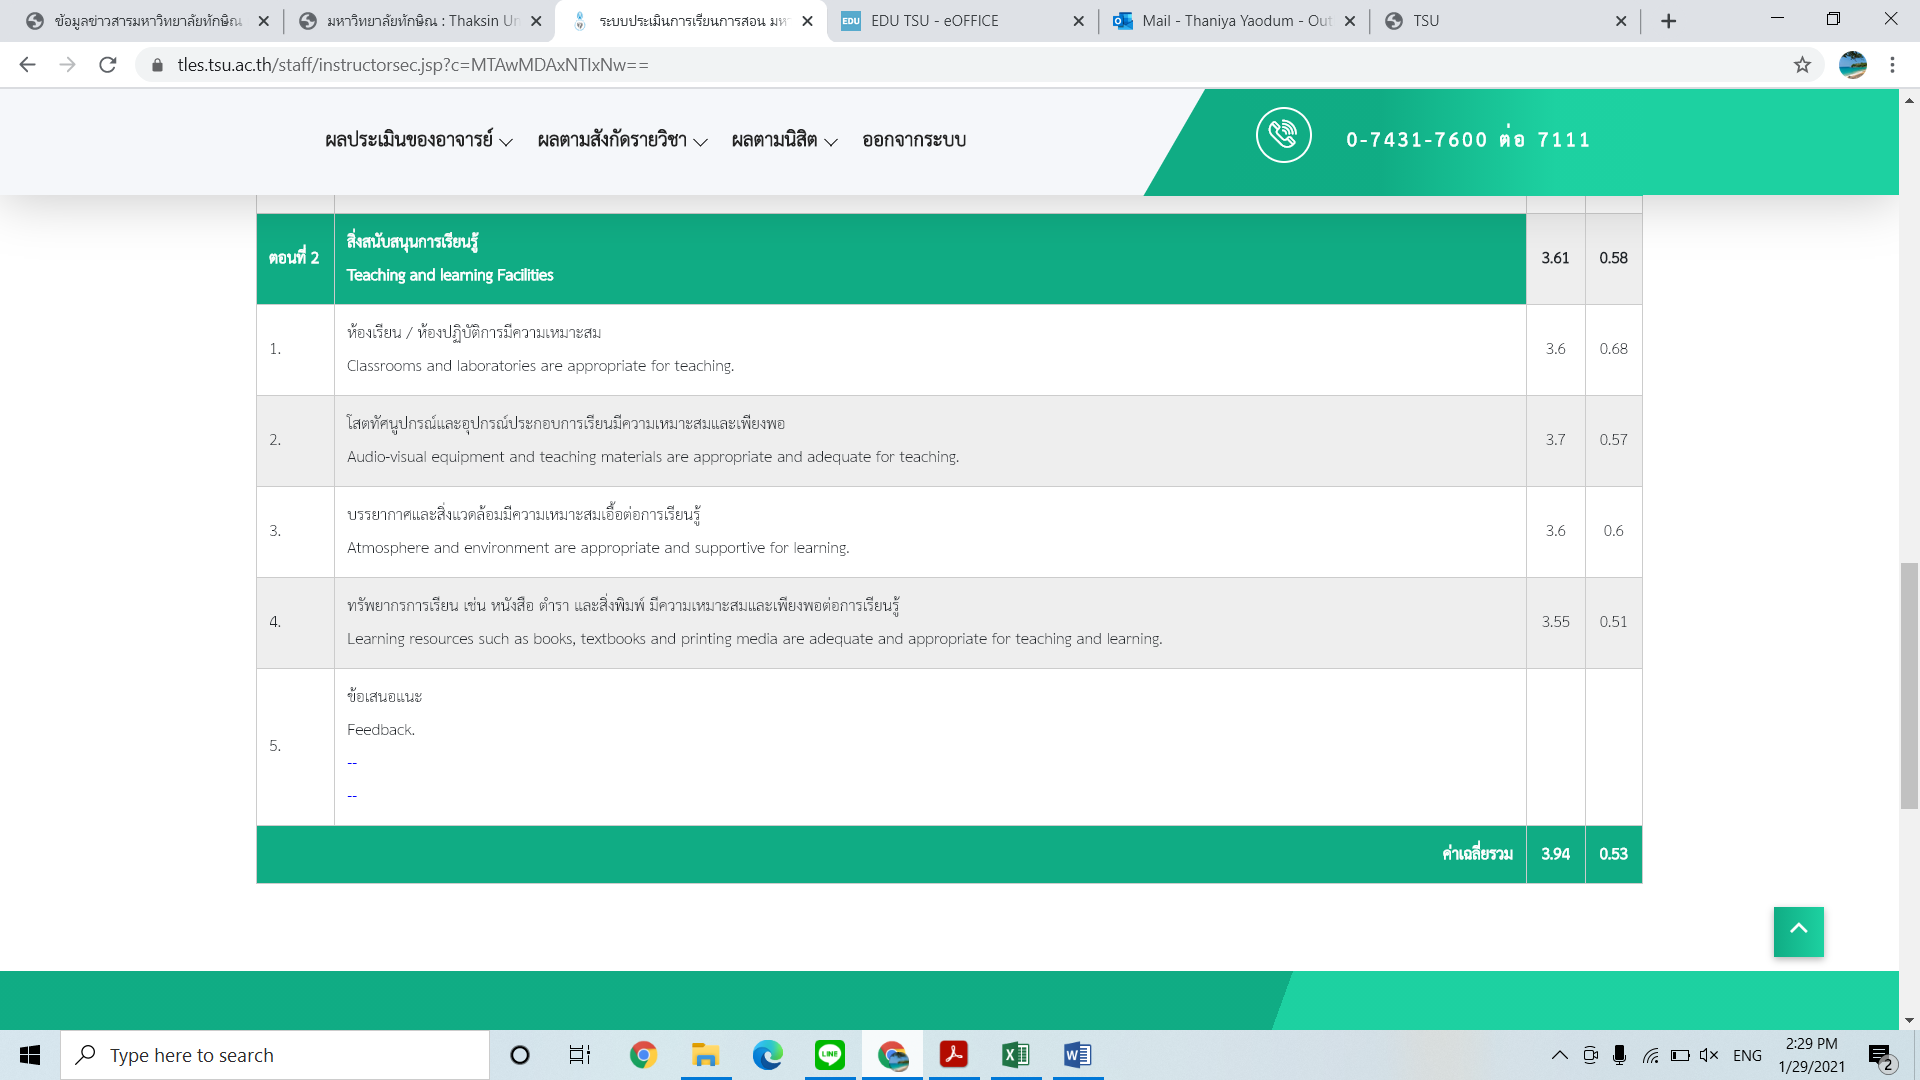 ข้อมูลข่าวสารมหาวิทยาลัยทักษิณ
มหาวิทยาลัยทักษิณ : Thaksin Un
ระบบประเมินการเรียนการสอน มห
EDU EDU TSU - eOFFICE
Mail - Thaniya Yaodum - Out
TSU
tles.tsu.ac.th/staff/instructorsec.jsp?c=MTAwMDAxNTIxNw==
ผลประเมินของอาจารย์ ผลตามสังกัดรายวิชา ผลตามนิสิต ออกจากระบบ
0-7431-7600 ต่อ 7111
ตอนที่ 2
สิ่งสนับสนุนการเรียนรู้
Teaching and learning Facilities
3.61 0.58
1.
ห้องเรียน / ห้องปฏิบัติการมีความเหมาะสม
Classrooms and laboratories are appropriate for teaching.
3.6 0.68
2.
โสตทัศนูปกรณ์และอุปกรณ์ประกอบการเรียนมีความเหมาะสมและเพียงพอ
Audio-visual equipment and teaching materials are appropriate and adequate for teaching.
3.7 0.57
3.
บรรยากาศและสิ่งแวดล้อมมีความเหมาะสมเอื้อต่อการเรียนรู้
Atmosphere and environment are appropriate and supportive for learning.
3.6 0.6
4.
ทรัพยากรการเรียน เช่น หนังสือ ตำรา และสิ่งพิมพ์ มีความเหมาะสมและเพียงพอต่อการเรียนรู้
Learning resources such as books, textbooks and printing media are adequate and appropriate for teaching and learning.
3.55 0.51
5.
ข้อเสนอแนะ
Feedback.
--
--
ค่าเฉลี่ยรวม 3.94 0.53
Type here to search
LINE
ENG
2:29 PM
1/29/2021
2